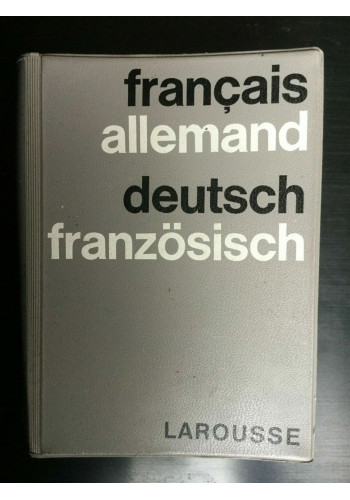 français
allemand
deutsch
französisch
LAROUSSE